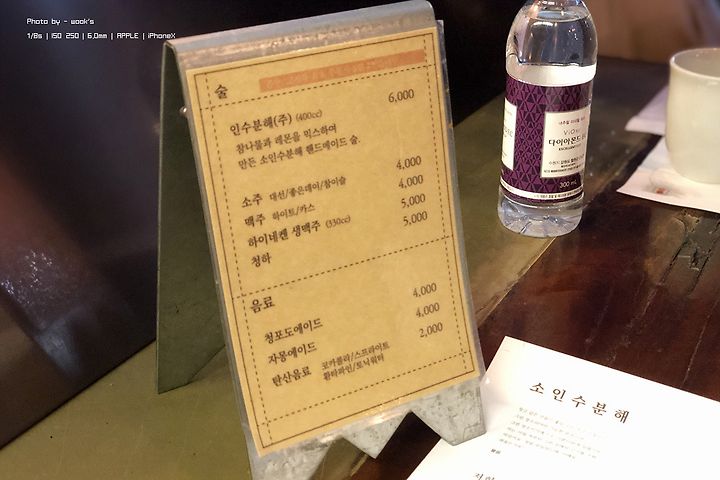 Photo by - wook's
1/8s | ISO 250 | 6.0mm | APPLE | iPhoneX
술
인수분해(주) (400cc) 6,000
참나물과 레몬을 믹스하여
만든 소인수분해 핸드메이드 술.
소주 대선/좋은데이/참이슬 4,000
맥주 하이트/카스 4,000
하이네켄 생맥주 (330cc) 5,000
청하 5,000
음료
청포도에이드 4,000
자몽에이드 4,000
탄산음료 코카콜라/스프라이트 2,000
환타파인/토닉워터
다이아몬드
300 mL
소인수분해